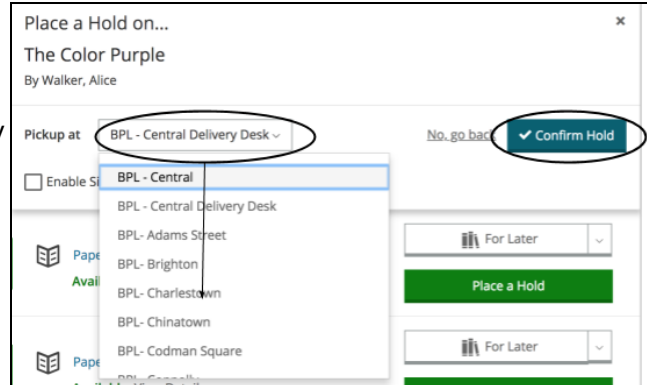 Place a Hold on... ×
The Color Purple
By Walker, Alice
Pickup at BPL - Central Delivery Desk No, go back ✔ Confirm Hold
Enable
BPL - Central
BPL - Central Delivery Desk
BPL- Adams Street
For Later
BPL- Brighton
Place a Hold
BPL- Charlestown
BPL- Chinatown
For Later
BPL- Codman Square